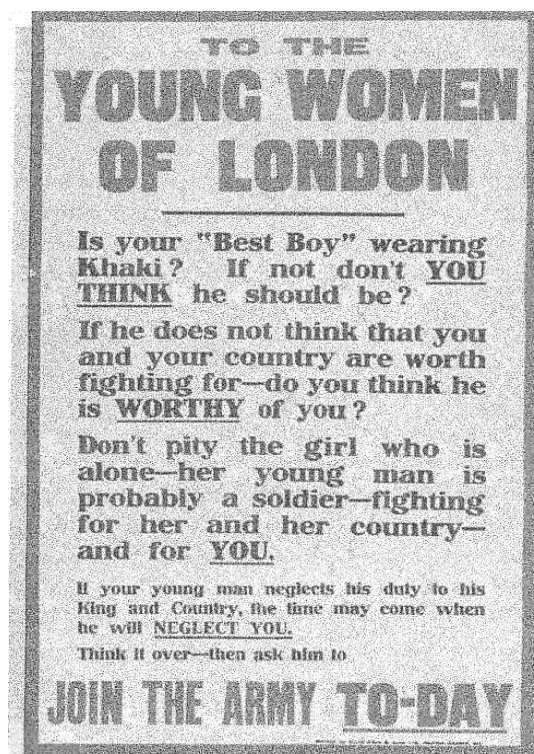 TO THE
YOUNG WOMEN
OF LONDON
Is your "Best Boy" wearing
Khaki? If not don't YOU
THINK he should be?
If he does not think that you
and your country are worth
fighting for—do you think he
is WORTHY of you?
Don't pity the girl who is
alone—her young man is
probably a soldier—fighting
for her and her country—
and for YOU.
If your young man neglects his duty to his
King and Country, the time may come when
he will NEGLECT YOU.
Think it over—then ask him to
JOIN THE ARMY TO-DAY